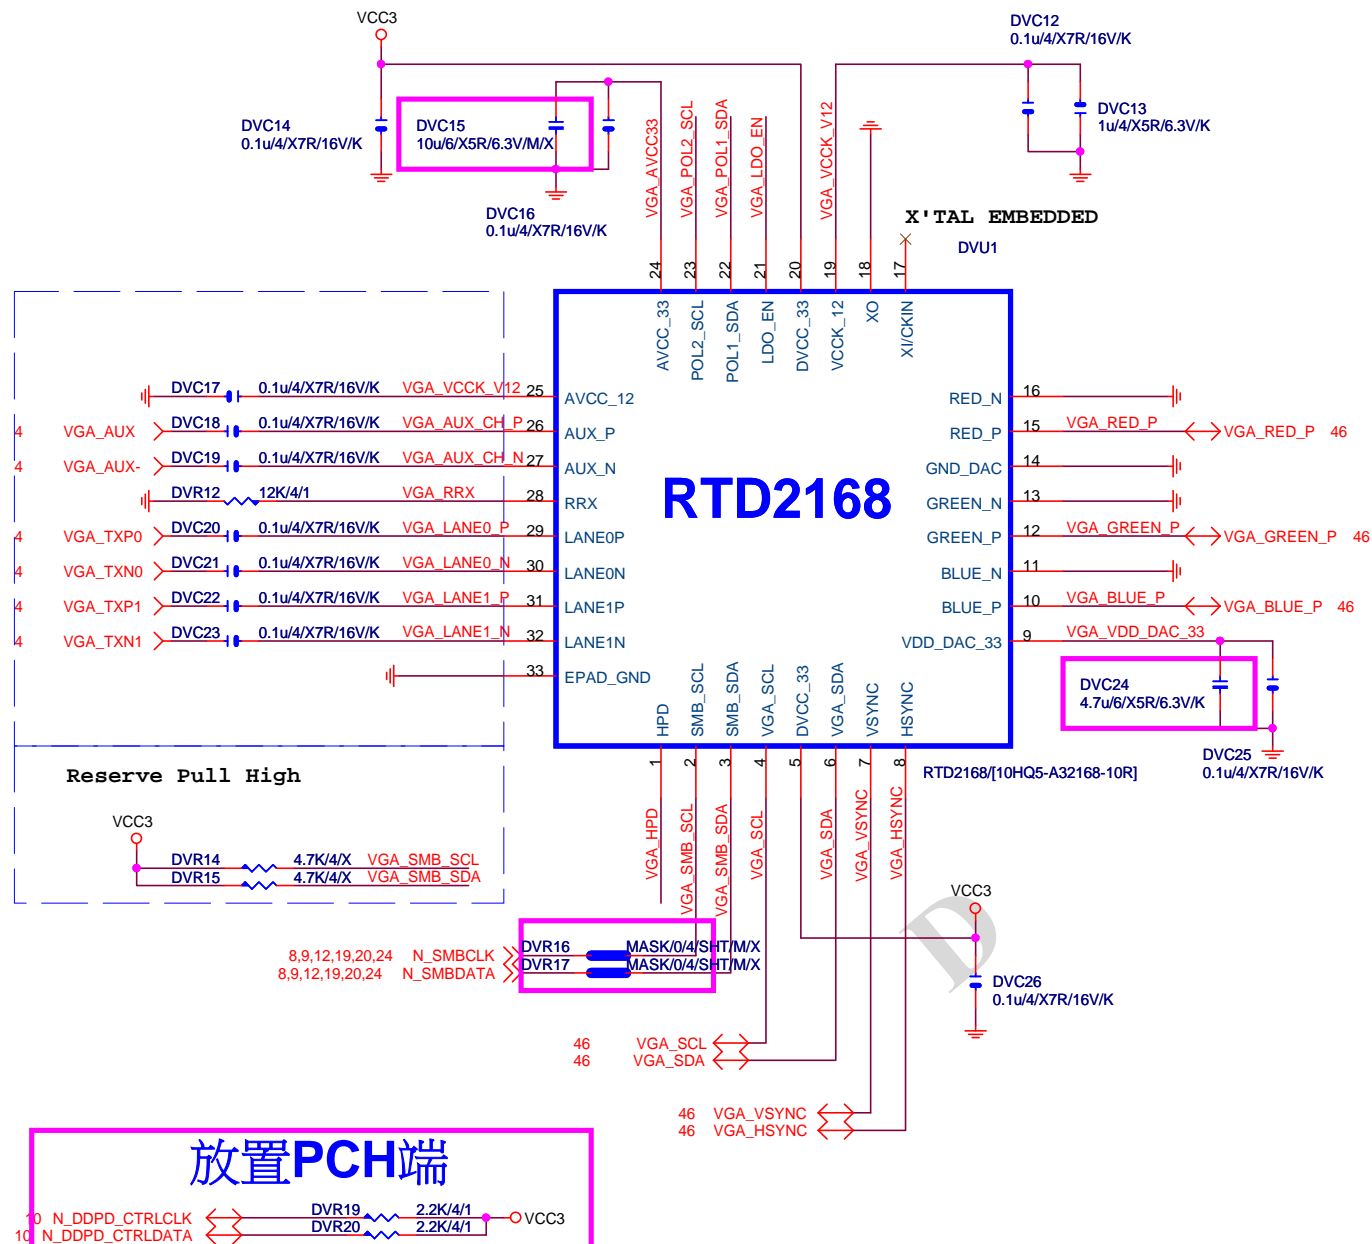 VCC3
DVC12
0.1u/4/X7R/16V/K
DVC14
0.1u/4/X7R/16V/K
DVC15
10u/6/X5R/6.3V/M/X
DVC13
1u/4/X5R/6.3V/K
DVC16
0.1u/4/X7R/16V/K
VGA_AVCC33
VGA_POL2_SCL
VGA_POL1_SDA
VGA_LDO_EN
VGA_VCCK_V12
X'TAL EMBEDDED
DVU1
24
23
22
21
20
19
18
17
AVCC_33
POL2_SCL
POL1_SDA
LDO_EN
DVCC_33
VCCK_12
XO
XI/CKIN
DVC17 0.1u/4/X7R/16V/K VGA_VCCK_V12 25 AVCC_12
4 VGA_AUX DVC18 0.1u/4/X7R/16V/K VGA_AUX_CH_P 26 AUX_P
4 VGA_AUX- DVC19 0.1u/4/X7R/16V/K VGA_AUX_CH_N 27 AUX_N
DVR12 12K/4/1 VGA_RRX 28 RRX
4 VGA_TXP0 DVC20 0.1u/4/X7R/16V/K VGA_LANE0_P 29 LANE0P
4 VGA_TXN0 DVC21 0.1u/4/X7R/16V/K VGA_LANE0_N 30 LANE0N
4 VGA_TXP1 DVC22 0.1u/4/X7R/16V/K VGA_LANE1_P 31 LANE1P
4 VGA_TXN1 DVC23 0.1u/4/X7R/16V/K VGA_LANE1_N 32 LANE1N
33 EPAD_GND
RTD2168
RED_N 16
RED_P 15 VGA_RED_P VGA_RED_P 46
GND_DAC 14
GREEN_N 13
GREEN_P 12 VGA_GREEN_P VGA_GREEN_P 46
BLUE_N 11
BLUE_P 10 VGA_BLUE_P VGA_BLUE_P 46
VDD_DAC_33 9 VGA_VDD_DAC_33
DVC24
4.7u/6/X5R/6.3V/K
DVC25
0.1u/4/X7R/16V/K
HPD
SMB_SCL
SMB_SDA
VGA_SCL
DVCC_33
VGA_SDA
VSYNC
HSYNC
1
2
3
4
5
6
7
8
RTD2168/[10HQ5-A32168-10R]
VGA_HPD
VGA_SMB_SCL
VGA_SMB_SDA
VGA_SCL
VGA_SDA
VGA_VSYNC
VGA_HSYNC
Reserve Pull High
VCC3
DVR14 4.7K/4/X VGA_SMB_SCL
DVR15 4.7K/4/X VGA_SMB_SDA
8,9,12,19,20,24 N_SMBCLK DVR16 MASK/0/4/SHT/M/X
8,9,12,19,20,24 N_SMBDATA DVR17 MASK/0/4/SHT/M/X
VCC3
D
DVC26
0.1u/4/X7R/16V/K
46 VGA_SCL
46 VGA_SDA
46 VGA_VSYNC
46 VGA_HSYNC
放置PCH端
10 N_DDPD_CTRLCLK DVR19 2.2K/4/1 VCC3
10 N_DDPD_CTRLDATA DVR20 2.2K/4/1